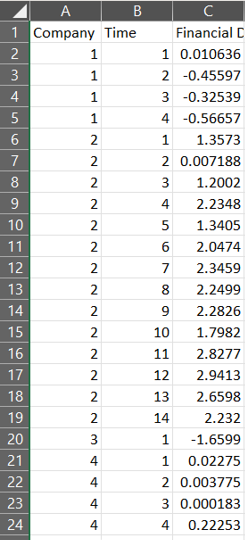 A B C
1 Company Time Financial D
2 1 1 0.010636
3 1 2 -0.45597
4 1 3 -0.32539
5 1 4 -0.56657
6 2 1 1.3573
7 2 2 0.007188
8 2 3 1.2002
9 2 4 2.2348
10 2 5 1.3405
11 2 6 2.0474
12 2 7 2.3459
13 2 8 2.2499
14 2 9 2.2826
15 2 10 1.7982
16 2 11 2.8277
17 2 12 2.9413
18 2 13 2.6598
19 2 14 2.232
20 3 1 -1.6599
21 4 1 0.02275
22 4 2 0.003775
23 4 3 0.000183
24 4 4 0.22253